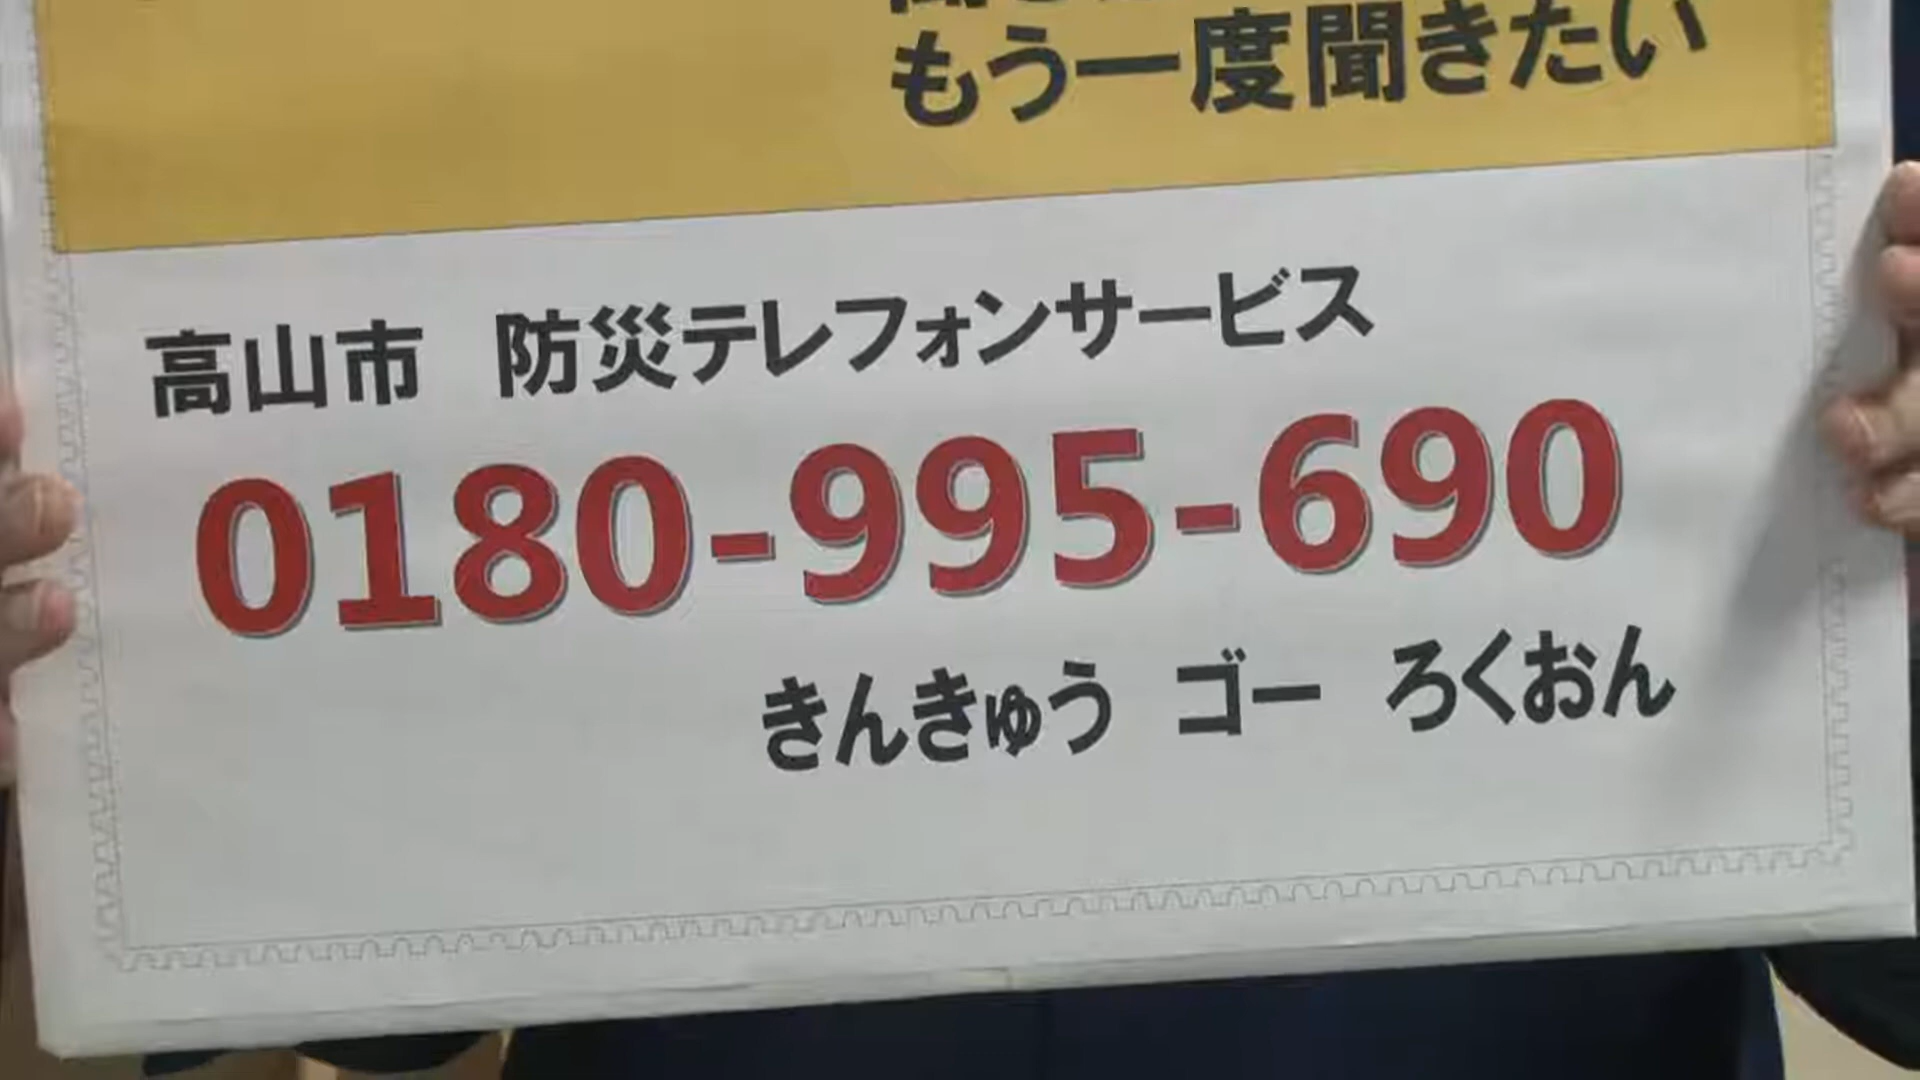 もう一度聞きたい
高山市 防災テレフォンサービス
0180-995-690
きんきゅう ゴー ろくおん